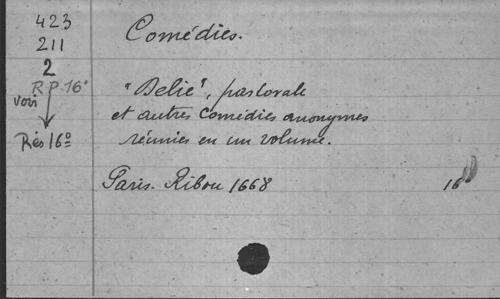 423
211
2
R.P. 16°
voir
Rés 16°
Comédies.
"Delie", pastorale
et autres comédies anonymes
réunies en un volume.
Paris. Ribou 1668 16°